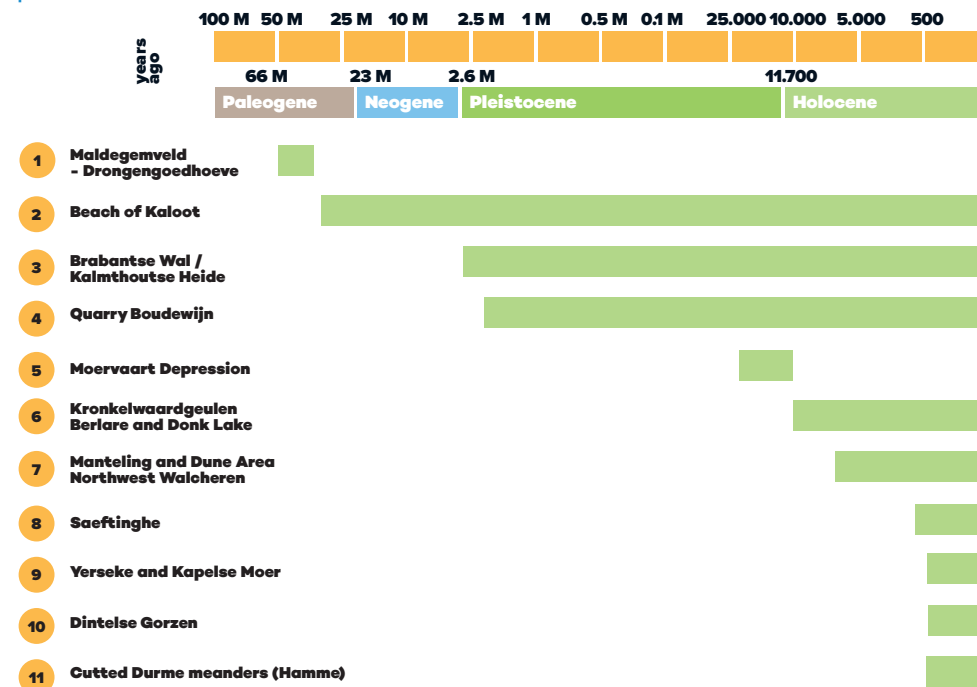 100 M 50 M 25 M 10 M 2.5 M 1 M 0.5 M 0.1 M 25.000 10.000 5.000 500
years
ago
66 M 23 M 2.6 M 11.700
Paleogene Neogene Pleistocene Holocene
1 Maldegemveld
- Drongengoedhoeve
2 Beach of Kaloot
3 Brabantse Wal /
Kalmthoutse Heide
4 Quarry Boudewijn
5 Moervaart Depression
6 Kronkelwaardgeulen
Berlare and Donk Lake
7 Manteling and Dune Area
Northwest Walcheren
8 Saeftinghe
9 Yerseke and Kapelse Moer
10 Dintelse Gorzen
11 Cutted Durme meanders (Hamme)